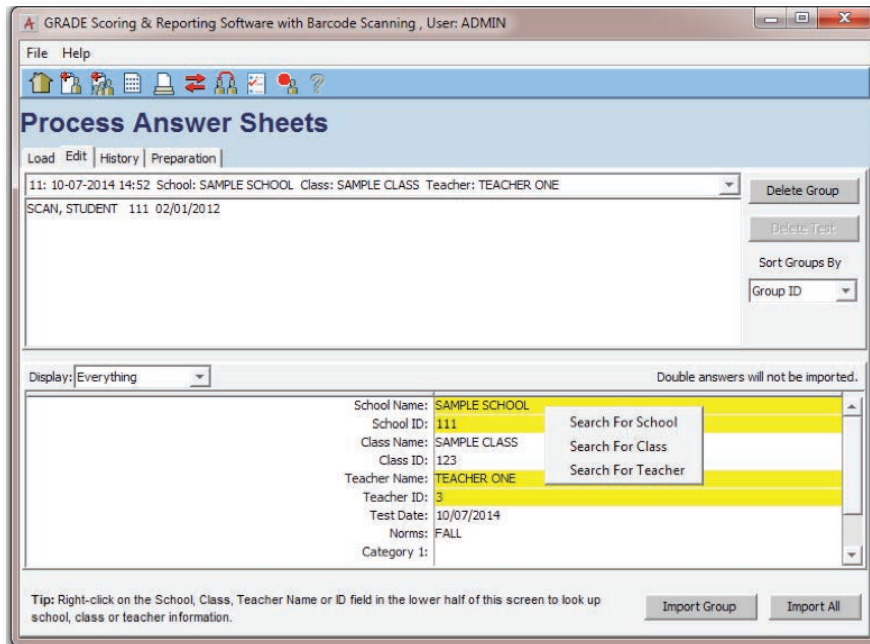 GRADE Scoring & Reporting Software with Barcode Scanning , User: ADMIN
File Help
Process Answer Sheets
Load Edit History Preparation
11: 10-07-2014 14:52 School: SAMPLE SCHOOL Class: SAMPLE CLASS Teacher: TEACHER ONE
Delete Group
SCAN, STUDENT 111 02/01/2012
Delete Test
Sort Groups By
Group ID
Display: Everything
Double answers will not be imported.
School Name: SAMPLE SCHOOL
School ID: 111
Class Name: SAMPLE CLASS
Class ID: 123
Teacher Name: TEACHER ONE
Teacher ID: 3
Test Date: 10/07/2014
Norms: FALL
Category 1:
Search For School
Search For Class
Search For Teacher
Tip: Right-click on the School, Class, Teacher Name or ID field in the lower half of this screen to look up
school, class or teacher information.
Import Group
Import All